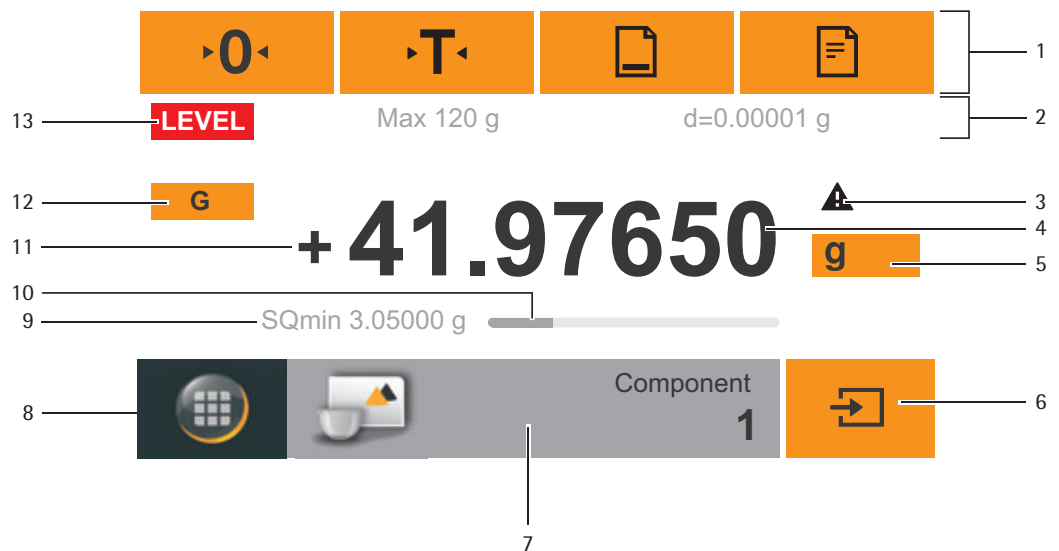 0 T 1
13 LEVEL Max 120 g d=0.00001 g 2
12 G 3
4
11 + 41.97650 g 5
10
9 SQmin 3.05000 g
8 Component 1 6
7